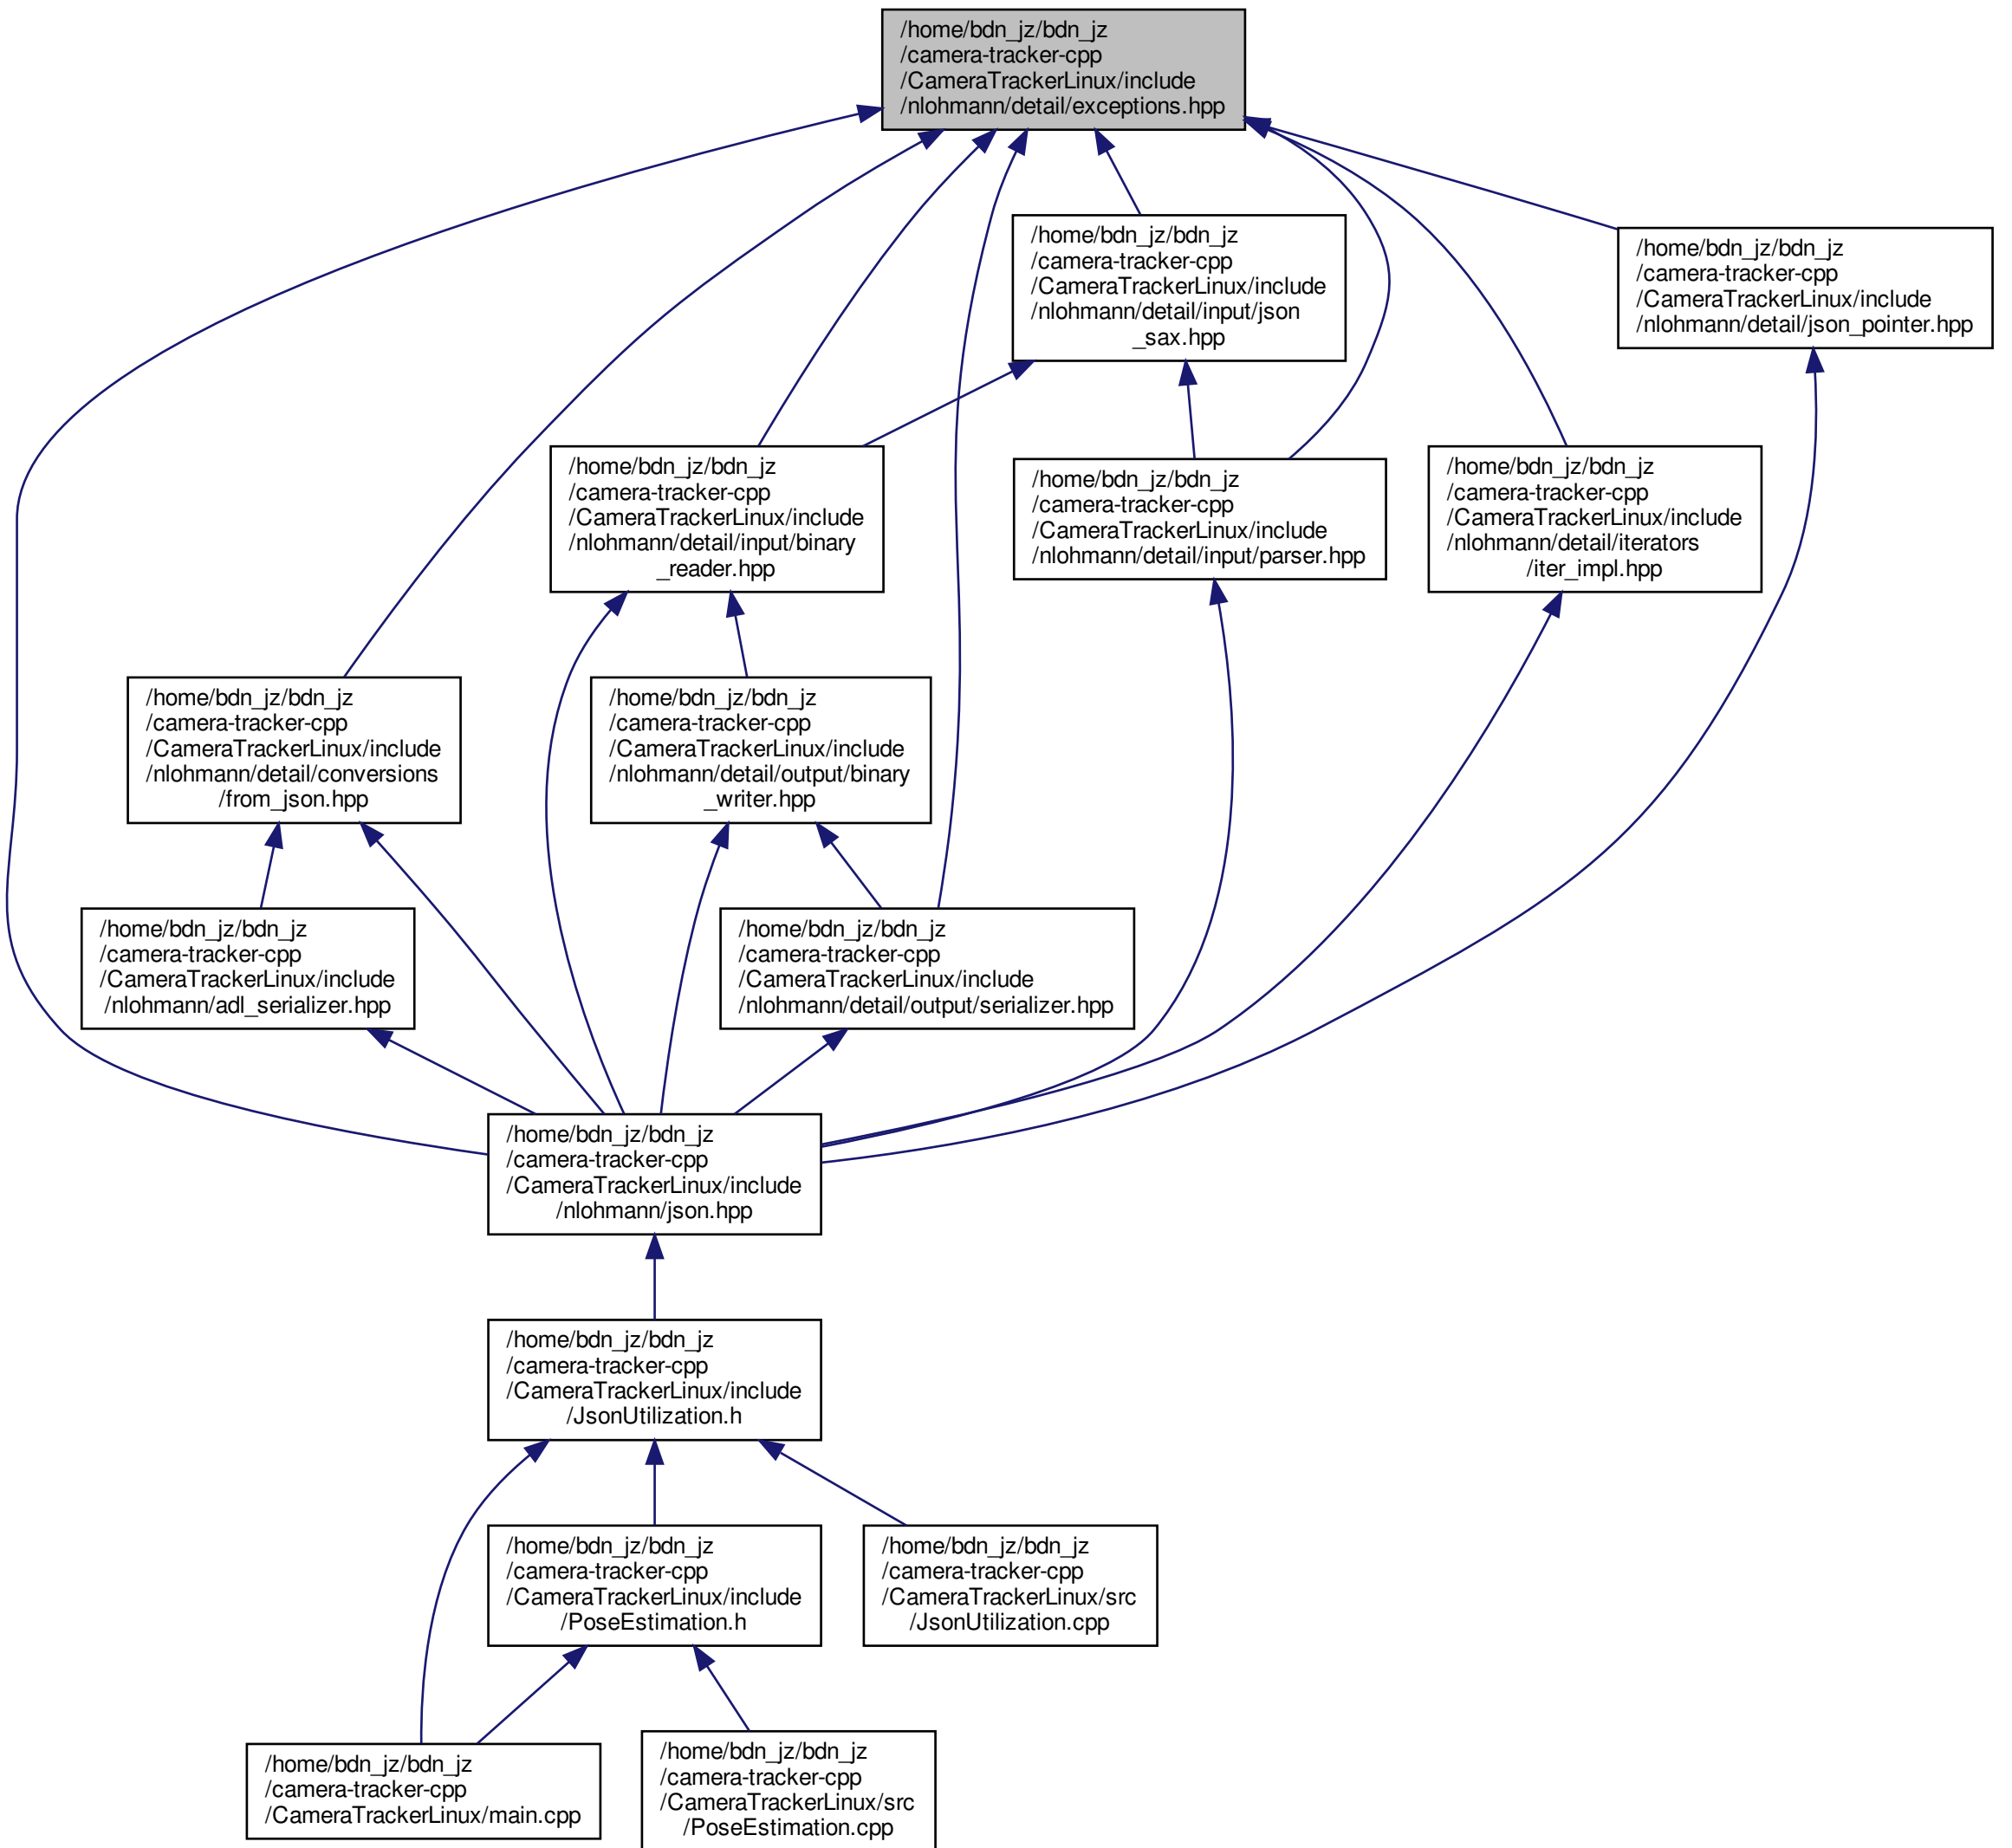 /home/bdn_jz/bdn_jz
/camera-tracker-cpp
/CameraTrackerLinux/include
/nlohmann/detail/exceptions.hpp
/home/bdn_jz/bdn_jz
/camera-tracker-cpp
/CameraTrackerLinux/include
/nlohmann/detail/input/json
_sax.hpp
/home/bdn_jz/bdn_jz
/camera-tracker-cpp
/CameraTrackerLinux/include
/nlohmann/detail/json_pointer.hpp
/home/bdn_jz/bdn_jz
/camera-tracker-cpp
/CameraTrackerLinux/include
/nlohmann/detail/input/binary
_reader.hpp
/home/bdn_jz/bdn_jz
/camera-tracker-cpp
/CameraTrackerLinux/include
/nlohmann/detail/input/parser.hpp
/home/bdn_jz/bdn_jz
/camera-tracker-cpp
/CameraTrackerLinux/include
/nlohmann/detail/iterators
/iter_impl.hpp
/home/bdn_jz/bdn_jz
/camera-tracker-cpp
/CameraTrackerLinux/include
/nlohmann/detail/conversions
/from_json.hpp
/home/bdn_jz/bdn_jz
/camera-tracker-cpp
/CameraTrackerLinux/include
/nlohmann/detail/output/binary
_writer.hpp
/home/bdn_jz/bdn_jz
/camera-tracker-cpp
/CameraTrackerLinux/include
/nlohmann/adl_serializer.hpp
/home/bdn_jz/bdn_jz
/camera-tracker-cpp
/CameraTrackerLinux/include
/nlohmann/detail/output/serializer.hpp
/home/bdn_jz/bdn_jz
/camera-tracker-cpp
/CameraTrackerLinux/include
/nlohmann/json.hpp
/home/bdn_jz/bdn_jz
/camera-tracker-cpp
/CameraTrackerLinux/include
/JsonUtilization.h
/home/bdn_jz/bdn_jz
/camera-tracker-cpp
/CameraTrackerLinux/include
/PoseEstimation.h
/home/bdn_jz/bdn_jz
/camera-tracker-cpp
/CameraTrackerLinux/src
/JsonUtilization.cpp
/home/bdn_jz/bdn_jz
/camera-tracker-cpp
/CameraTrackerLinux/main.cpp
/home/bdn_jz/bdn_jz
/camera-tracker-cpp
/CameraTrackerLinux/src
/PoseEstimation.cpp